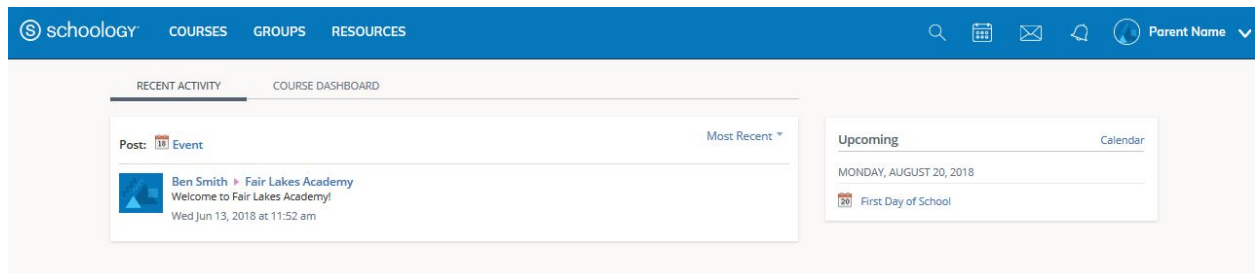 schoology COURSES GROUPS RESOURCES Parent Name
RECENT ACTIVITY COURSE DASHBOARD
Post: 18 Event Most Recent
Ben Smith Fair Lakes Academy
Welcome to Fair Lakes Academy!
Wed Jun 13, 2018 at 11:52 am
Upcoming Calendar
MONDAY, AUGUST 20, 2018
20 First Day of School